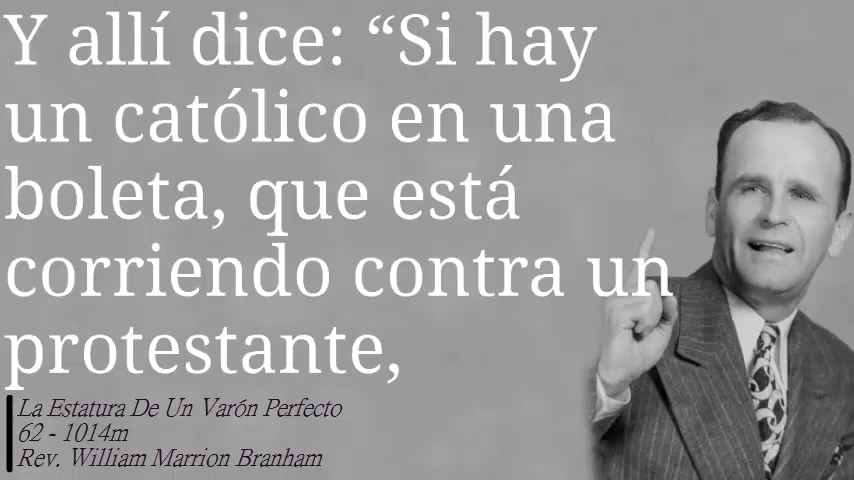 Y allí dice: “Si hay
un católico en una
boleta, que está
corriendo contra un
protestante,
La Estatura De Un Varón Perfecto
62 - 1014m
Rev. William Marrion Branham